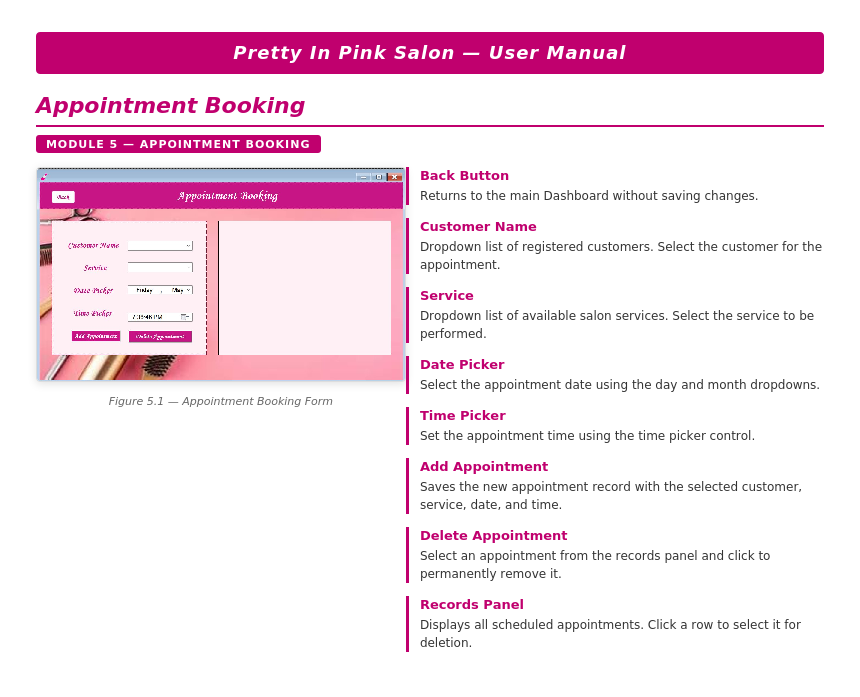 Pretty In Pink Salon — User Manual
Appointment Booking
MODULE 5 — APPOINTMENT BOOKING
Back
Appointment Booking
Customer Name
Service
Date Picker
Friday , May
Time Picker
7:35:46 PM
Add Appointment
Delete Appointment
Figure 5.1 — Appointment Booking Form
Back Button
Returns to the main Dashboard without saving changes.
Customer Name
Dropdown list of registered customers. Select the customer for the
appointment.
Service
Dropdown list of available salon services. Select the service to be
performed.
Date Picker
Select the appointment date using the day and month dropdowns.
Time Picker
Set the appointment time using the time picker control.
Add Appointment
Saves the new appointment record with the selected customer,
service, date, and time.
Delete Appointment
Select an appointment from the records panel and click to
permanently remove it.
Records Panel
Displays all scheduled appointments. Click a row to select it for
deletion.